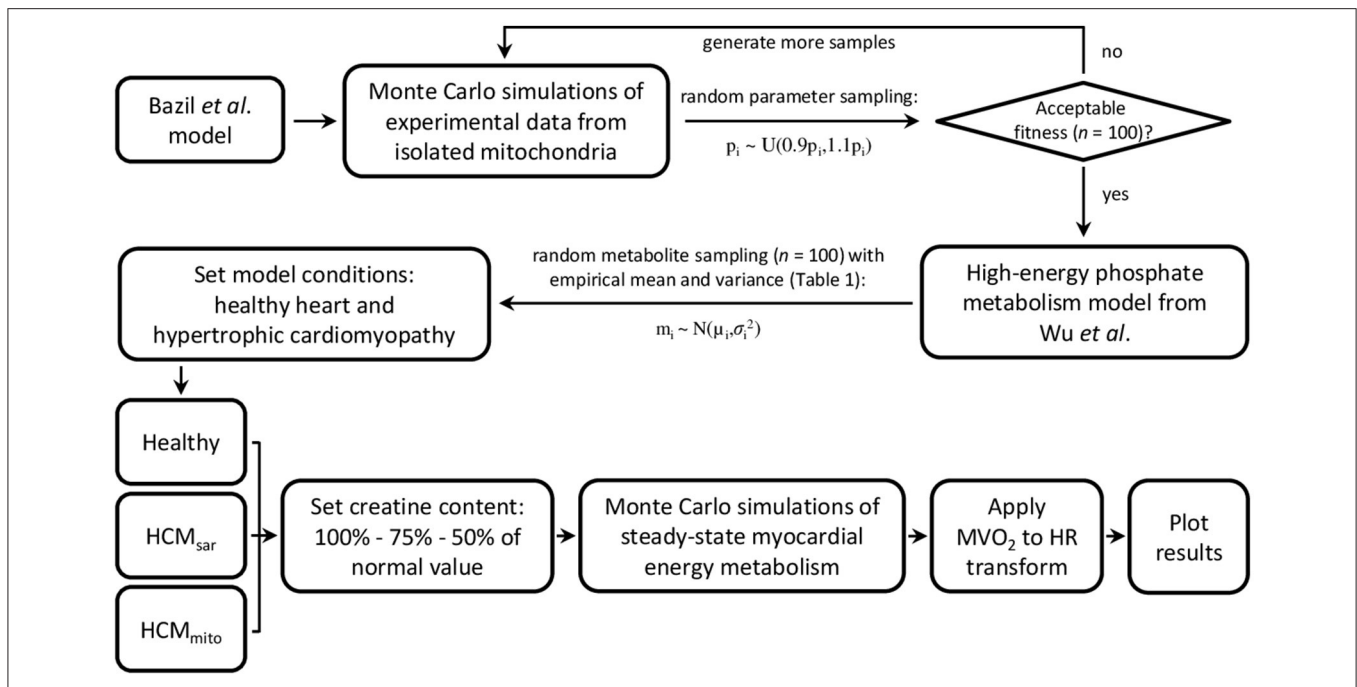 generate more samples
no
Bazil et al.
model
Monte Carlo simulations of
experimental data from
isolated mitochondria
random parameter sampling:
pᵢ ~ U(0.9pᵢ,1.1pᵢ)
Acceptable
fitness (n = 100)?
yes
Set model conditions:
healthy heart and
hypertrophic cardiomyopathy
random metabolite sampling (n = 100) with
empirical mean and variance (Table 1):
mᵢ ~ N(µᵢ,σᵢ²)
High-energy phosphate
metabolism model from
Wu et al.
Healthy
HCMsar
HCMmito
Set creatine content:
100% - 75% - 50% of
normal value
Monte Carlo simulations of
steady-state myocardial
energy metabolism
Apply
MVO₂ to HR
transform
Plot
results